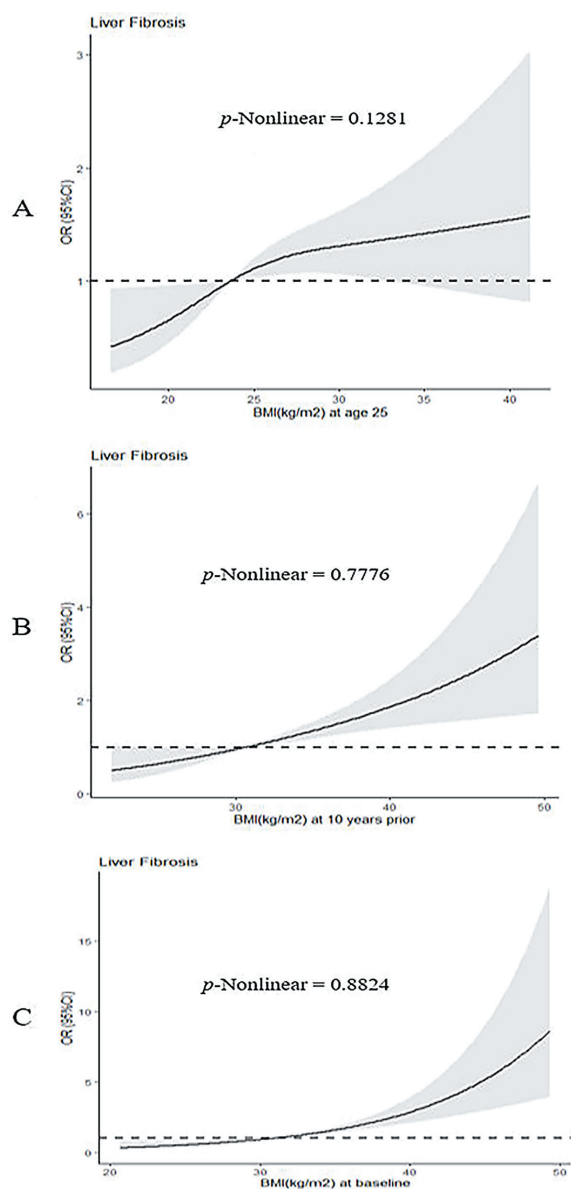 Liver Fibrosis
3
p-Nonlinear = 0.1281
2
A
OR (95%CI)
1
20 25 30 35 40
BMI(kg/m2) at age 25
Liver Fibrosis
6
p-Nonlinear = 0.7776
B
4
OR (95%CI)
2
0
30 40 50
BMI(kg/m2) at 10 years prior
Liver Fibrosis
15
p-Nonlinear = 0.8824
C
10
OR (95%CI)
5
0
20 30 40 50
BMI(kg/m2) at baseline